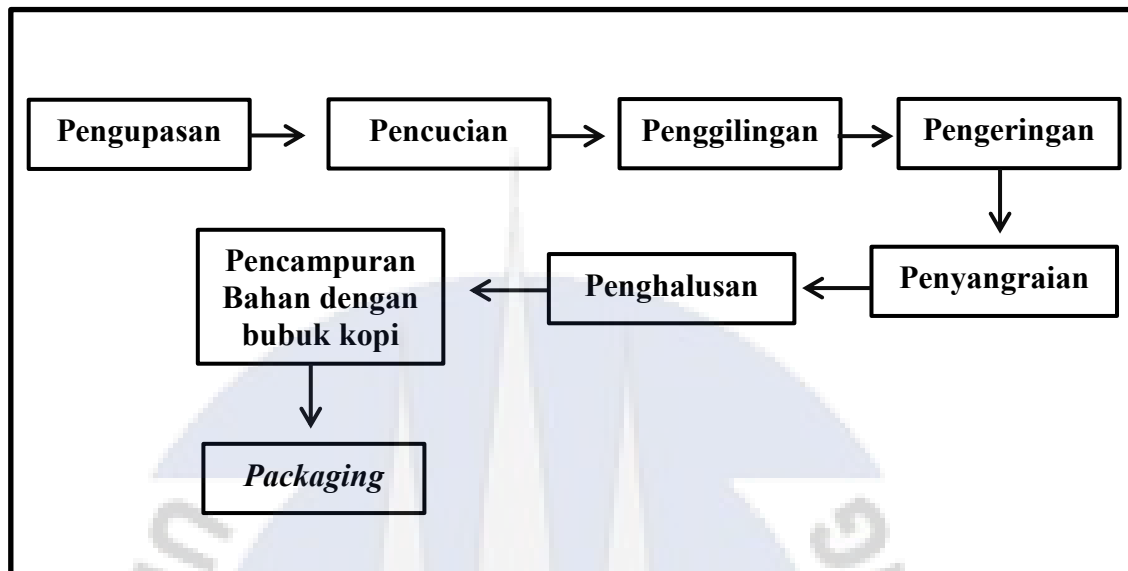 Pengupasan
Pencucian
Penggilingan
Pengeringan
Penyangraian
Penghalusan
Pencampuran
Bahan dengan
bubuk kopi
Packaging